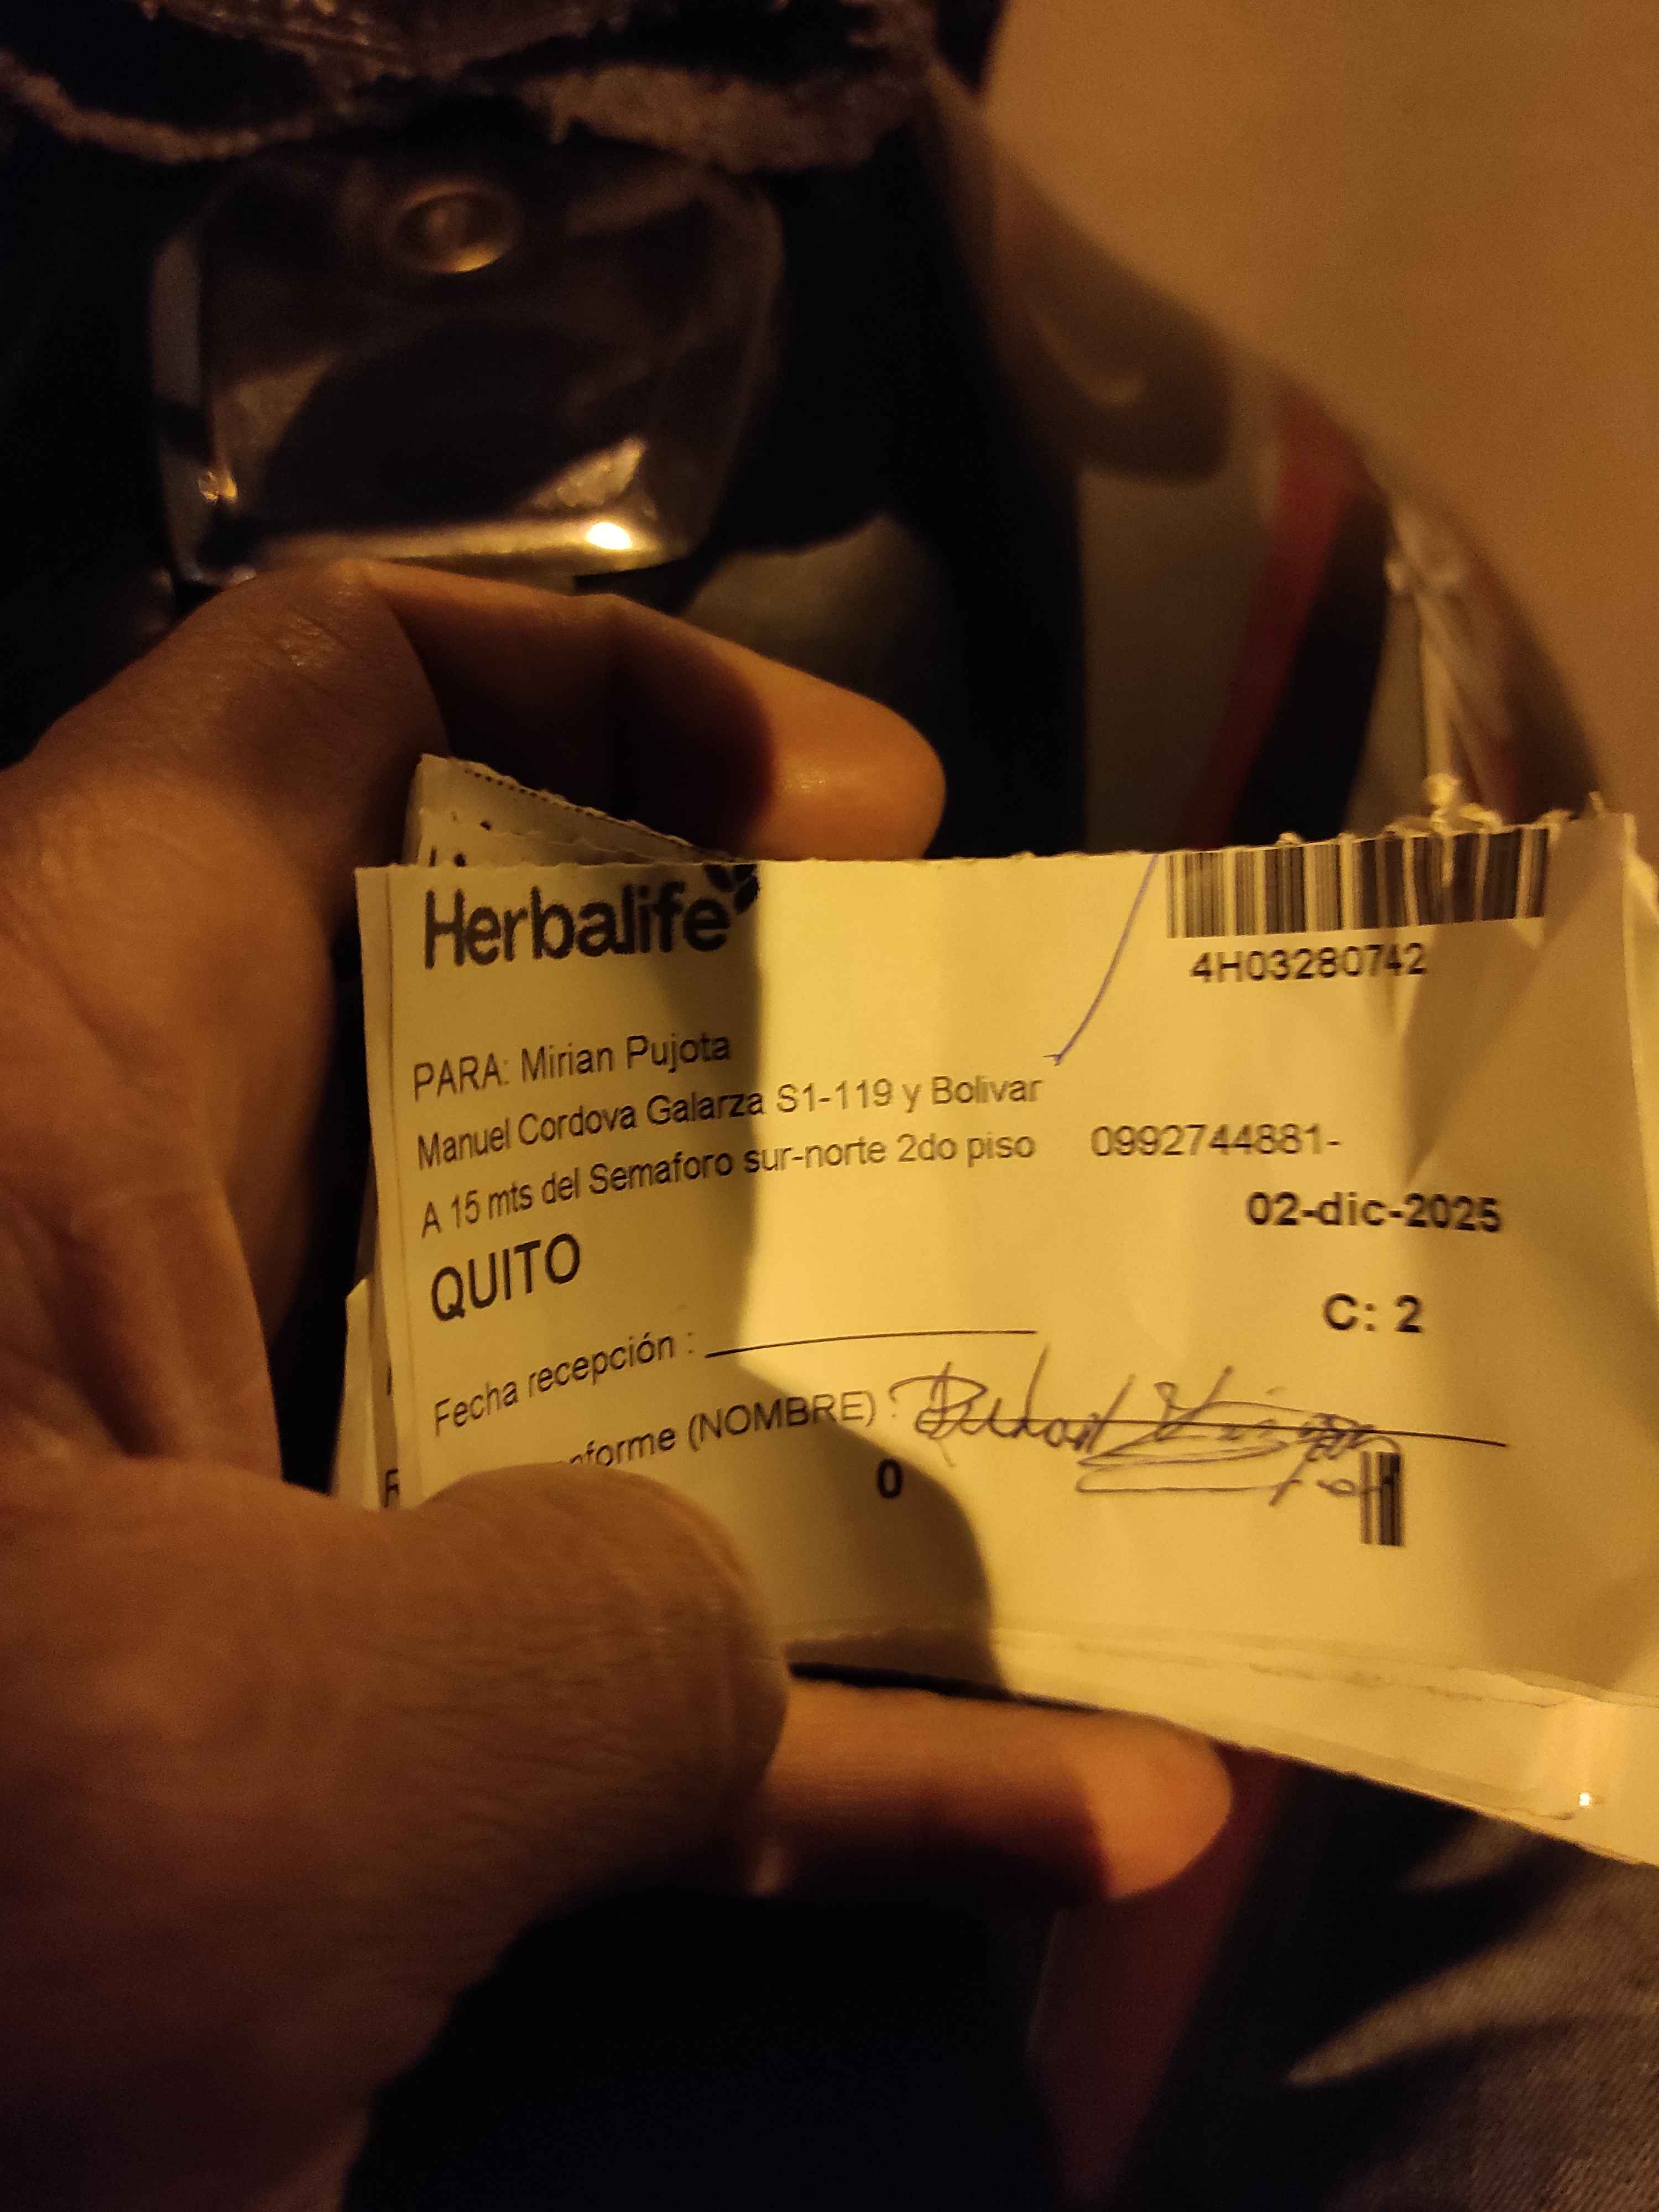 Herbalife
4H03280742
PARA: Mirian Pujota
Manuel Cordova Galarza S1-119 y Bolivar
A 15 mts del Semaforo sur-norte 2do piso 0992744881-
02-dic-2025
QUITO
C: 2
Fecha recepción :
nforme (NOMBRE) :
0